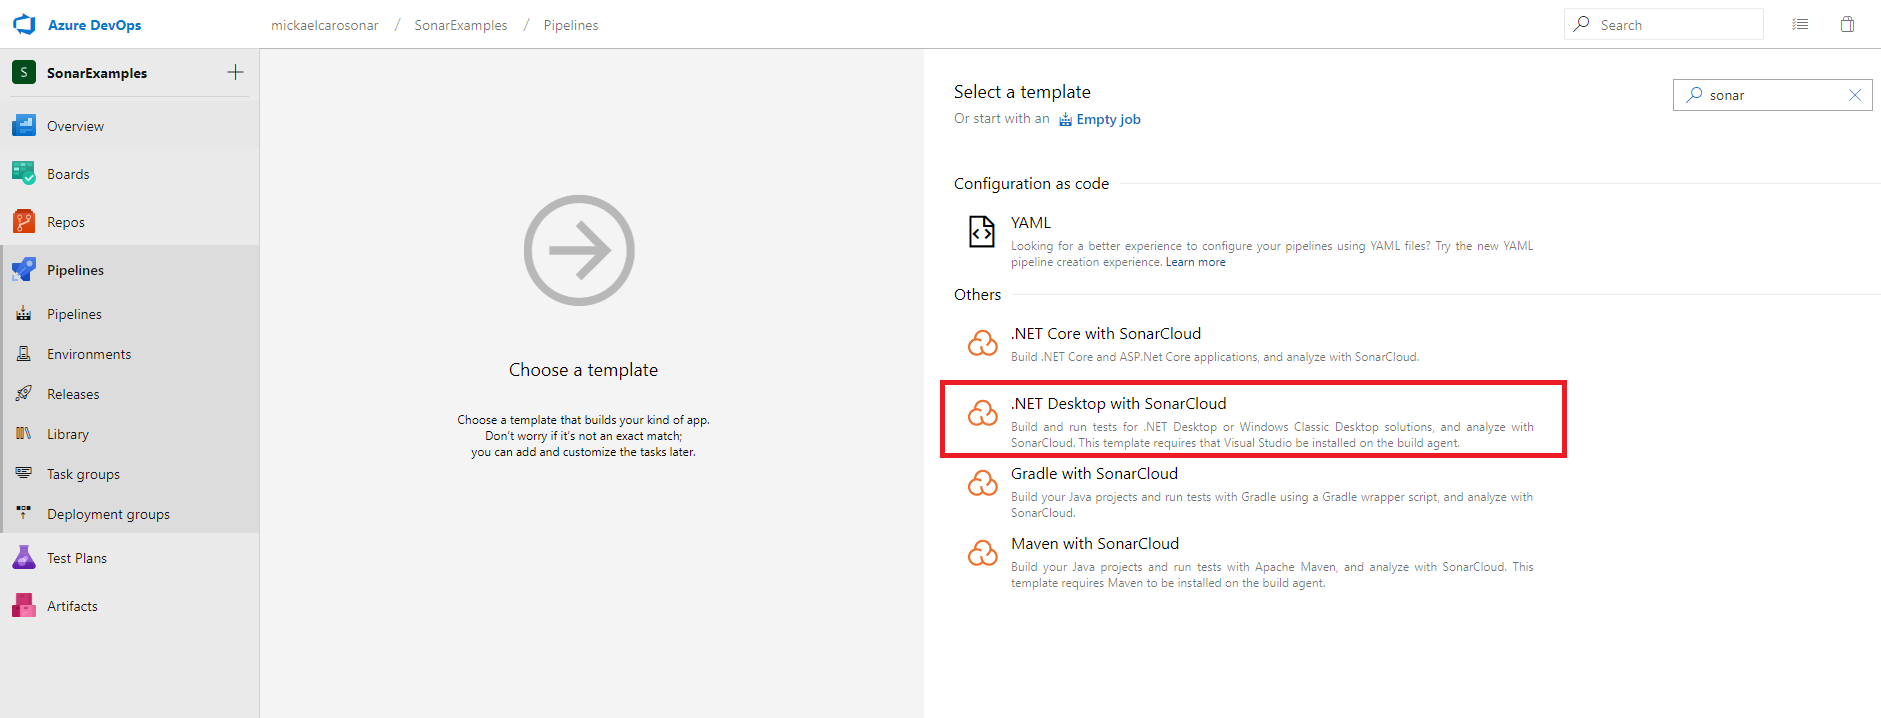 Azure DevOps
mickaelcarosonar / SonarExamples / Pipelines
Search
S SonarExamples
Overview
Boards
Repos
Pipelines
Pipelines
Environments
Releases
Library
Task groups
Deployment groups
Test Plans
Artifacts
Choose a template
Choose a template that builds your kind of app.
Don't worry if it's not an exact match;
you can add and customize the tasks later.
Select a template
sonar
Or start with an Empty job
Configuration as code
YAML
Looking for a better experience to configure your pipelines using YAML files? Try the new YAML
pipeline creation experience. Learn more
Others
.NET Core with SonarCloud
Build .NET Core and ASP.Net Core applications, and analyze with SonarCloud.
.NET Desktop with SonarCloud
Build and run tests for .NET Desktop or Windows Classic Desktop solutions, and analyze with
SonarCloud. This template requires that Visual Studio be installed on the build agent.
Gradle with SonarCloud
Build your Java projects and run tests with Gradle using a Gradle wrapper script, and analyze with
SonarCloud.
Maven with SonarCloud
Build your Java projects and run tests with Apache Maven, and analyze with SonarCloud. This
template requires Maven to be installed on the build agent.